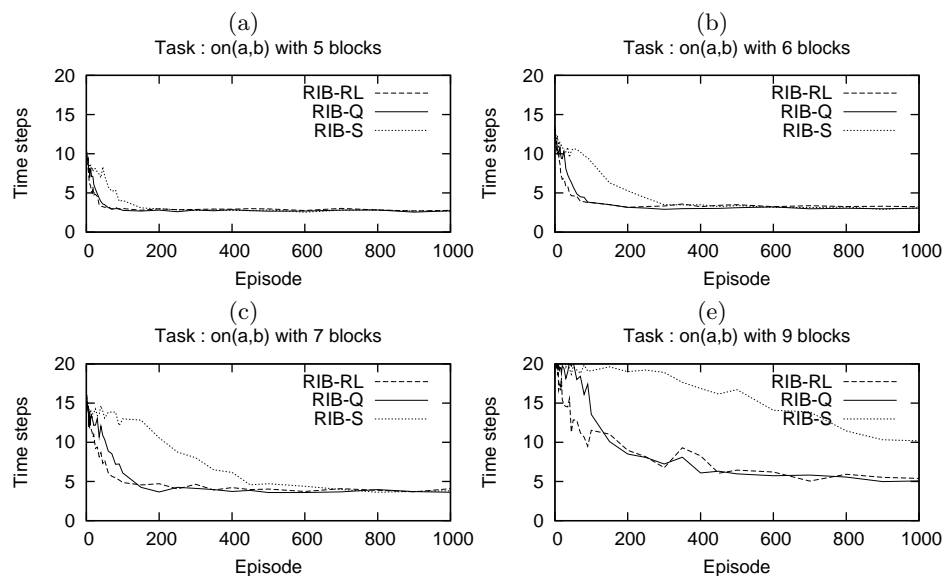 (a)
Task : on(a,b) with 5 blocks
20
15
10
5
0
Time steps
RIB-RL
RIB-Q
RIB-S
0 200 400 600 800 1000
Episode
(b)
Task : on(a,b) with 6 blocks
20
15
10
5
0
Time steps
RIB-RL
RIB-Q
RIB-S
0 200 400 600 800 1000
Episode
(c)
Task : on(a,b) with 7 blocks
20
15
10
5
0
Time steps
RIB-RL
RIB-Q
RIB-S
0 200 400 600 800 1000
Episode
(e)
Task : on(a,b) with 9 blocks
20
15
10
5
0
Time steps
RIB-RL
RIB-Q
RIB-S
0 200 400 600 800 1000
Episode